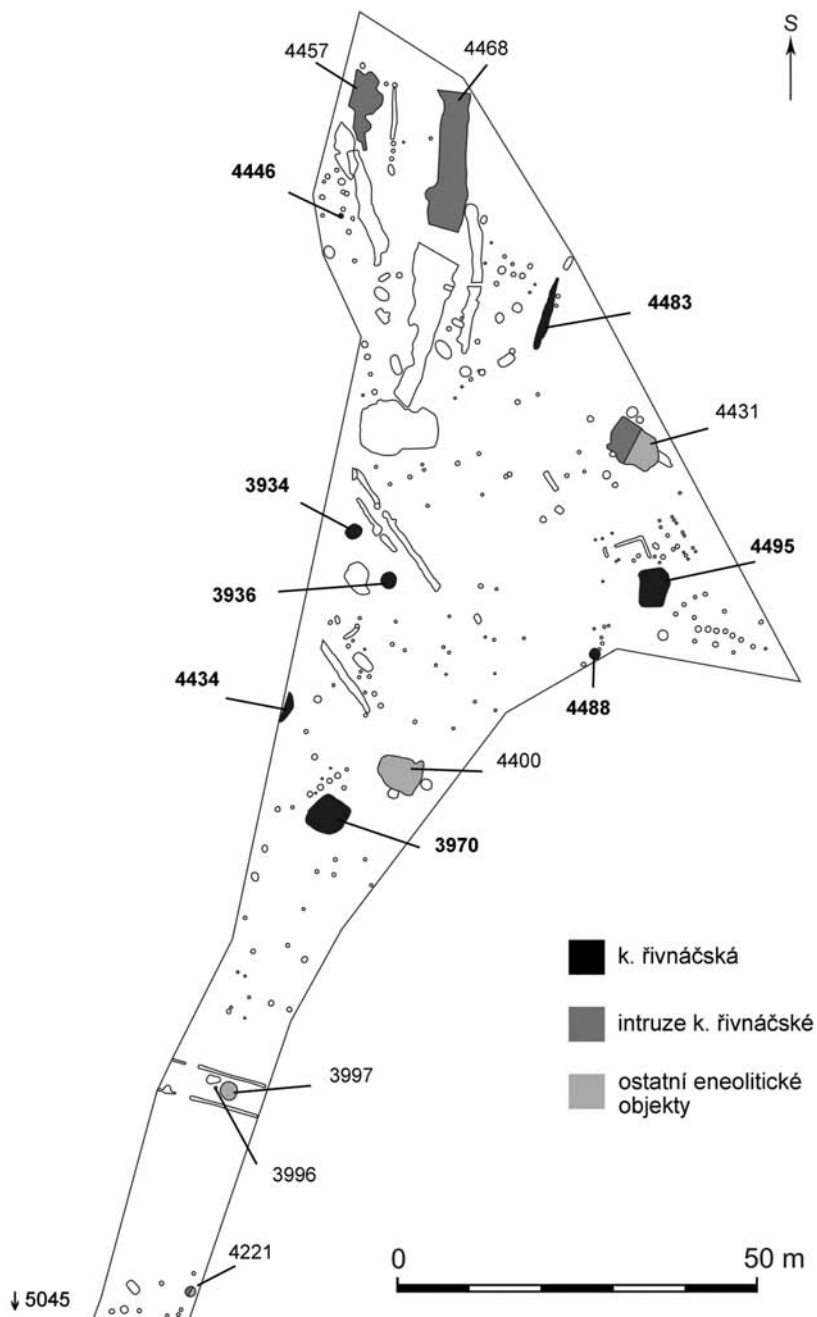 4457
4468
S
4446
4483
4431
3934
4495
3936
4434
4488
4400
3970
k. řivnáčská
intruze k. řivnáčské
ostatní eneolitické
objekty
3997
3996
4221
0
50 m
↓ 5045